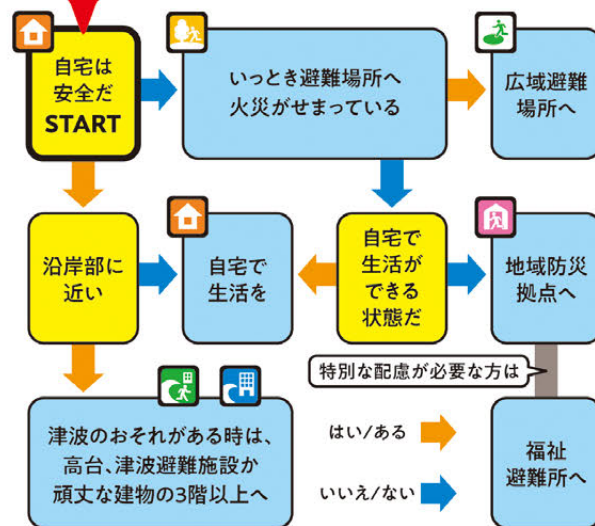 自宅は
安全だ
START
いっとき避難場所へ
火災がせまっている
広域避難
場所へ
沿岸部に
近い
自宅で
生活を
自宅で
生活が
できる
状態だ
地域防災
拠点へ
特別な配慮が必要な方は
津波のおそれがある時は、
高台、津波避難施設か
頑丈な建物の3階以上へ
はい/ある
いいえ/ない
福祉
避難所へ